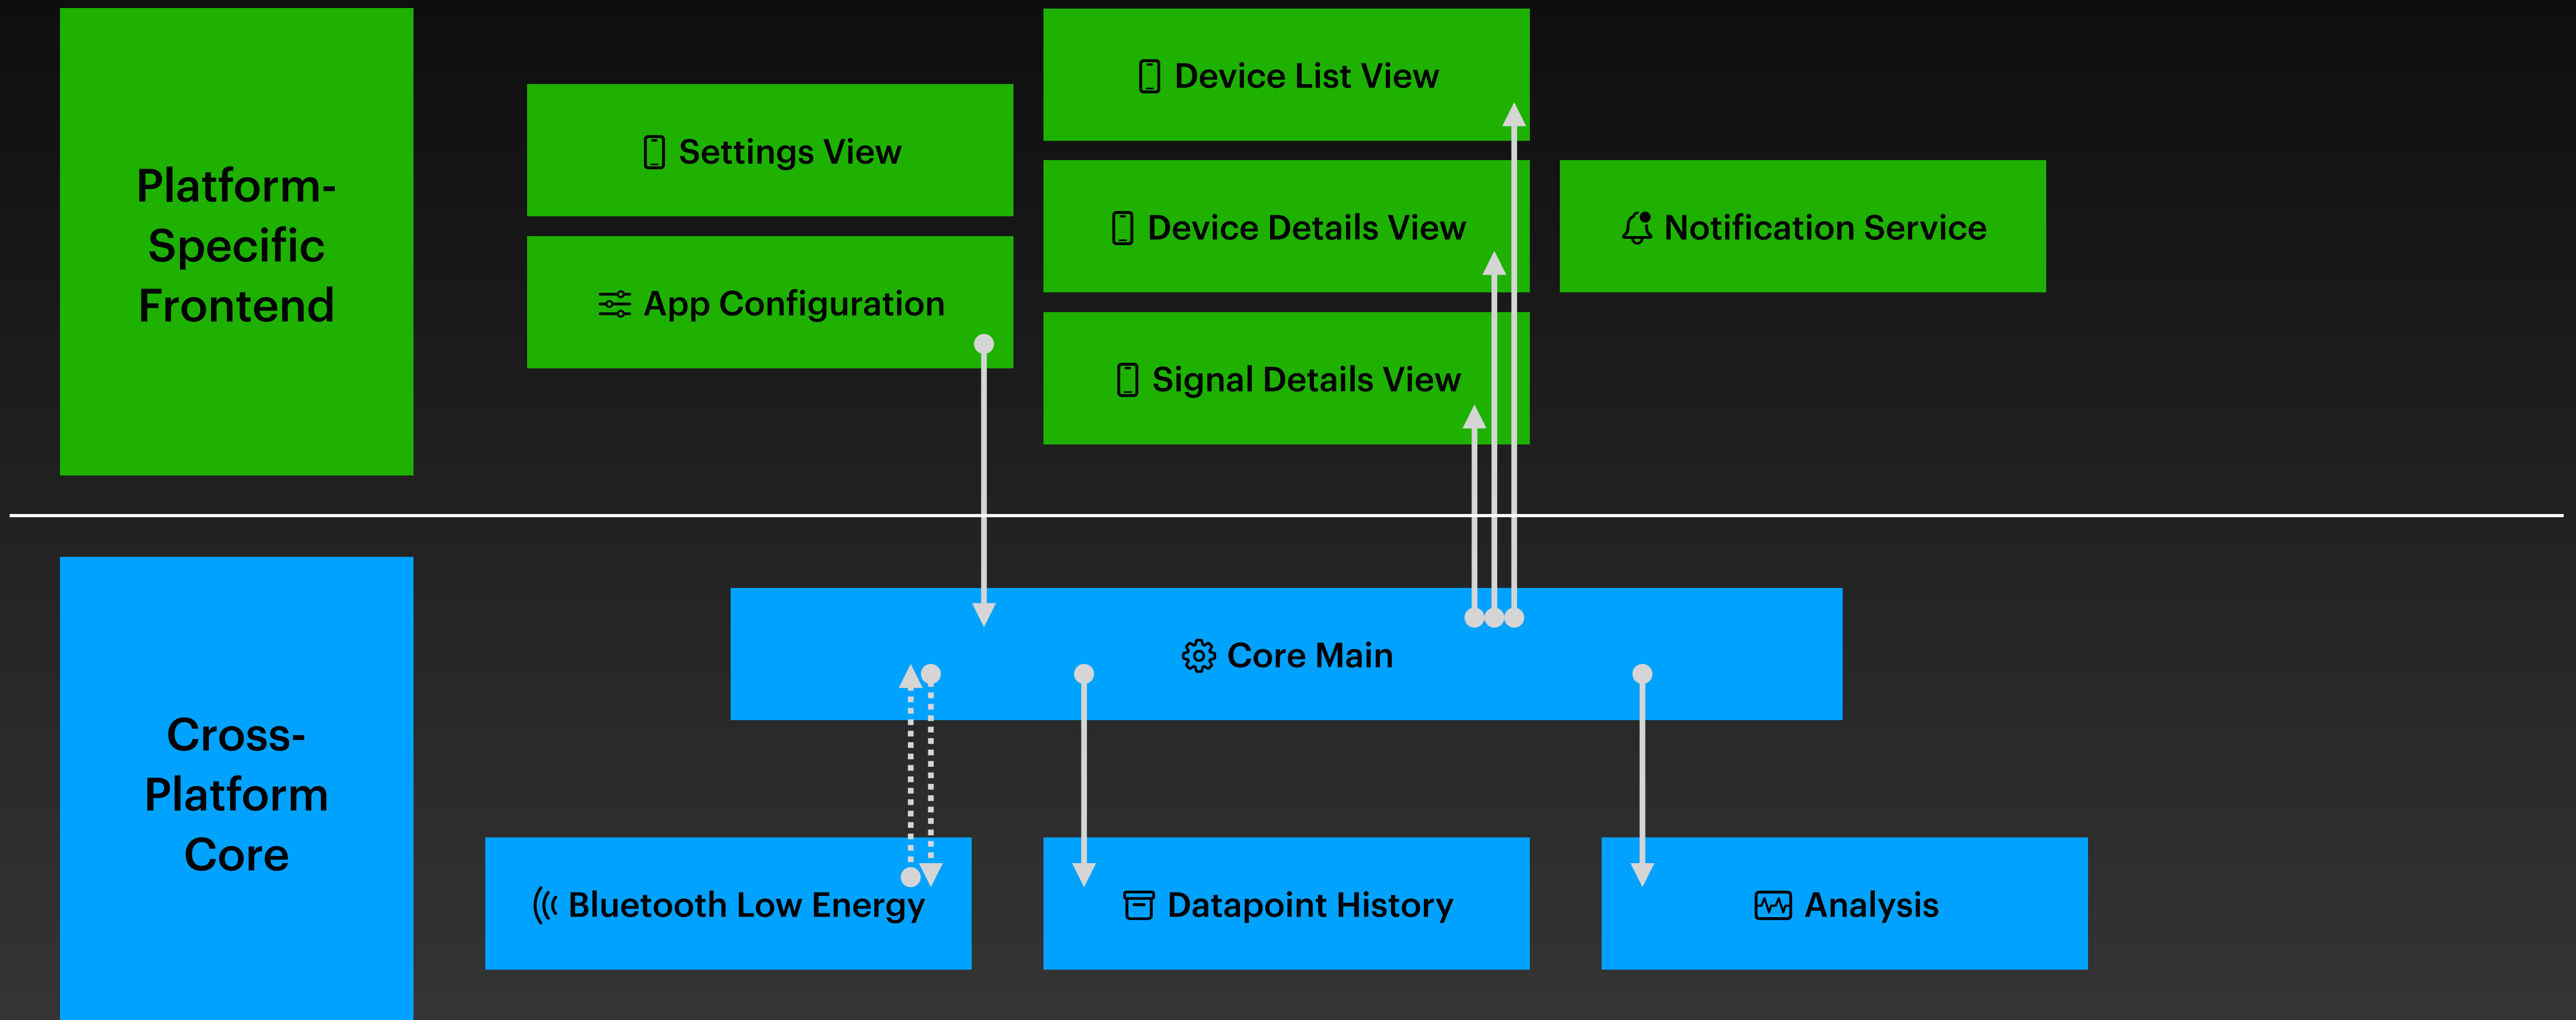 Platform-
Specific
Frontend
Settings View
App Configuration
Device List View
Device Details View
Signal Details View
Notification Service
Cross-
Platform
Core
Core Main
Bluetooth Low Energy
Datapoint History
Analysis